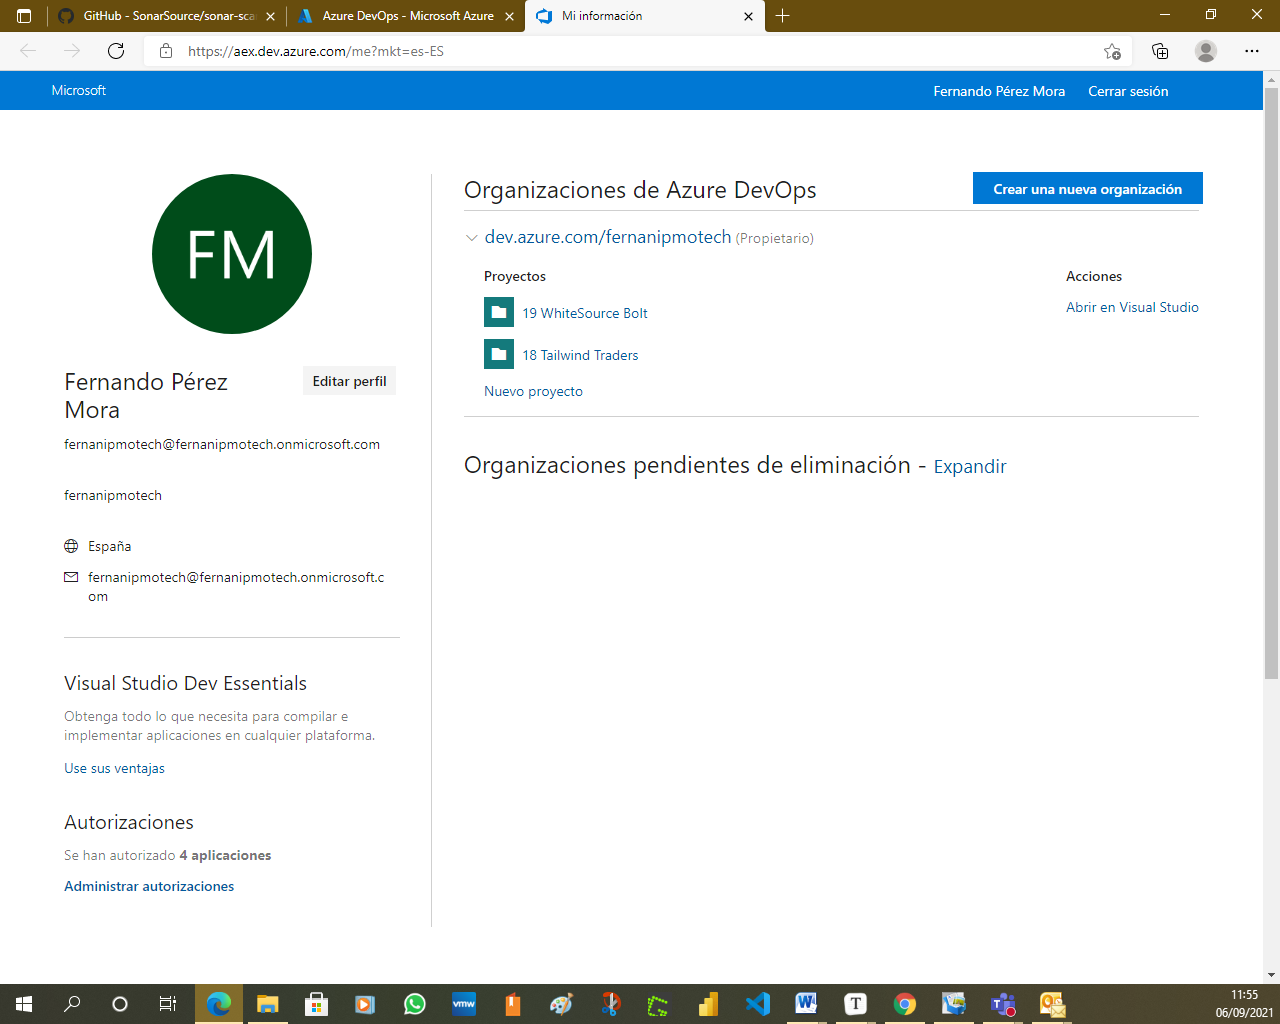 GitHub - SonarSource/sonar-sca
Azure DevOps - Microsoft Azure
Mi información
https://aex.dev.azure.com/me?mkt=es-ES
Microsoft
Fernando Pérez Mora
Cerrar sesión
FM
Fernando Pérez
Mora
Editar perfil
fernanipmotech@fernanipmotech.onmicrosoft.com
fernanipmotech
España
fernanipmotech@fernanipmotech.onmicrosoft.c
om
Visual Studio Dev Essentials
Obtenga todo lo que necesita para compilar e
implementar aplicaciones en cualquier plataforma.
Use sus ventajas
Autorizaciones
Se han autorizado 4 aplicaciones
Administrar autorizaciones
Organizaciones de Azure DevOps
Crear una nueva organización
dev.azure.com/fernanipmotech (Propietario)
Proyectos
Acciones
19 WhiteSource Bolt
Abrir en Visual Studio
18 Tailwind Traders
Nuevo proyecto
Organizaciones pendientes de eliminación - Expandir
vmw
W
T
11:55
06/09/2021